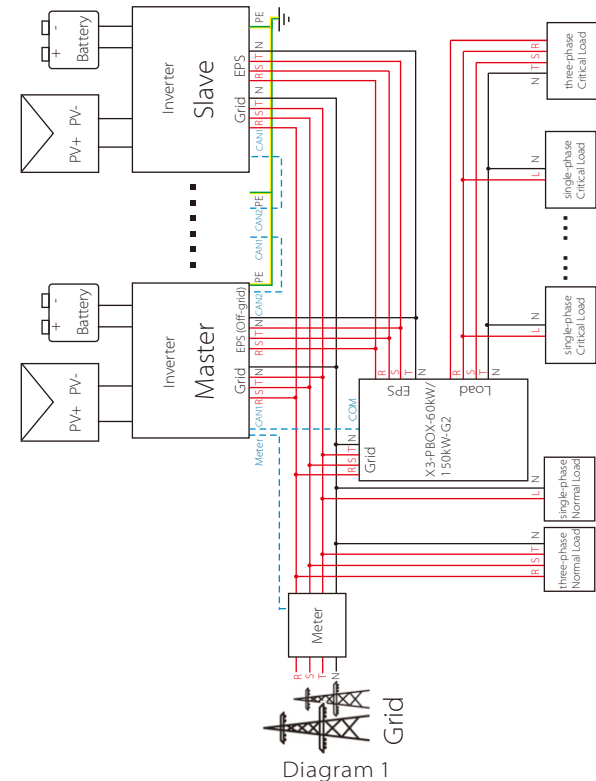 Battery
+ -
PV+ PV-
Inverter
Slave
PE
N
EPS
R S T
Grid
R S T N
CAN1
CAN2
PE
CAN1
CAN2
PE
Battery
+ -
PV+ PV-
Inverter
Master
EPS (Off-grid)
R S T N
Grid
R S T N
CAN1
Meter
COM
X3-PBOX-60kW/
150kW-G2
EPS
R
S
T
N
Load
R
S
T
N
Grid
R S T N
three-phase
Critical Load
N T S R
single-phase
Critical Load
L N
single-phase
Critical Load
L N
single-phase
Normal Load
L N
three-phase
Normal Load
R S T N
Meter
R
S
T
N
Grid
Diagram 1